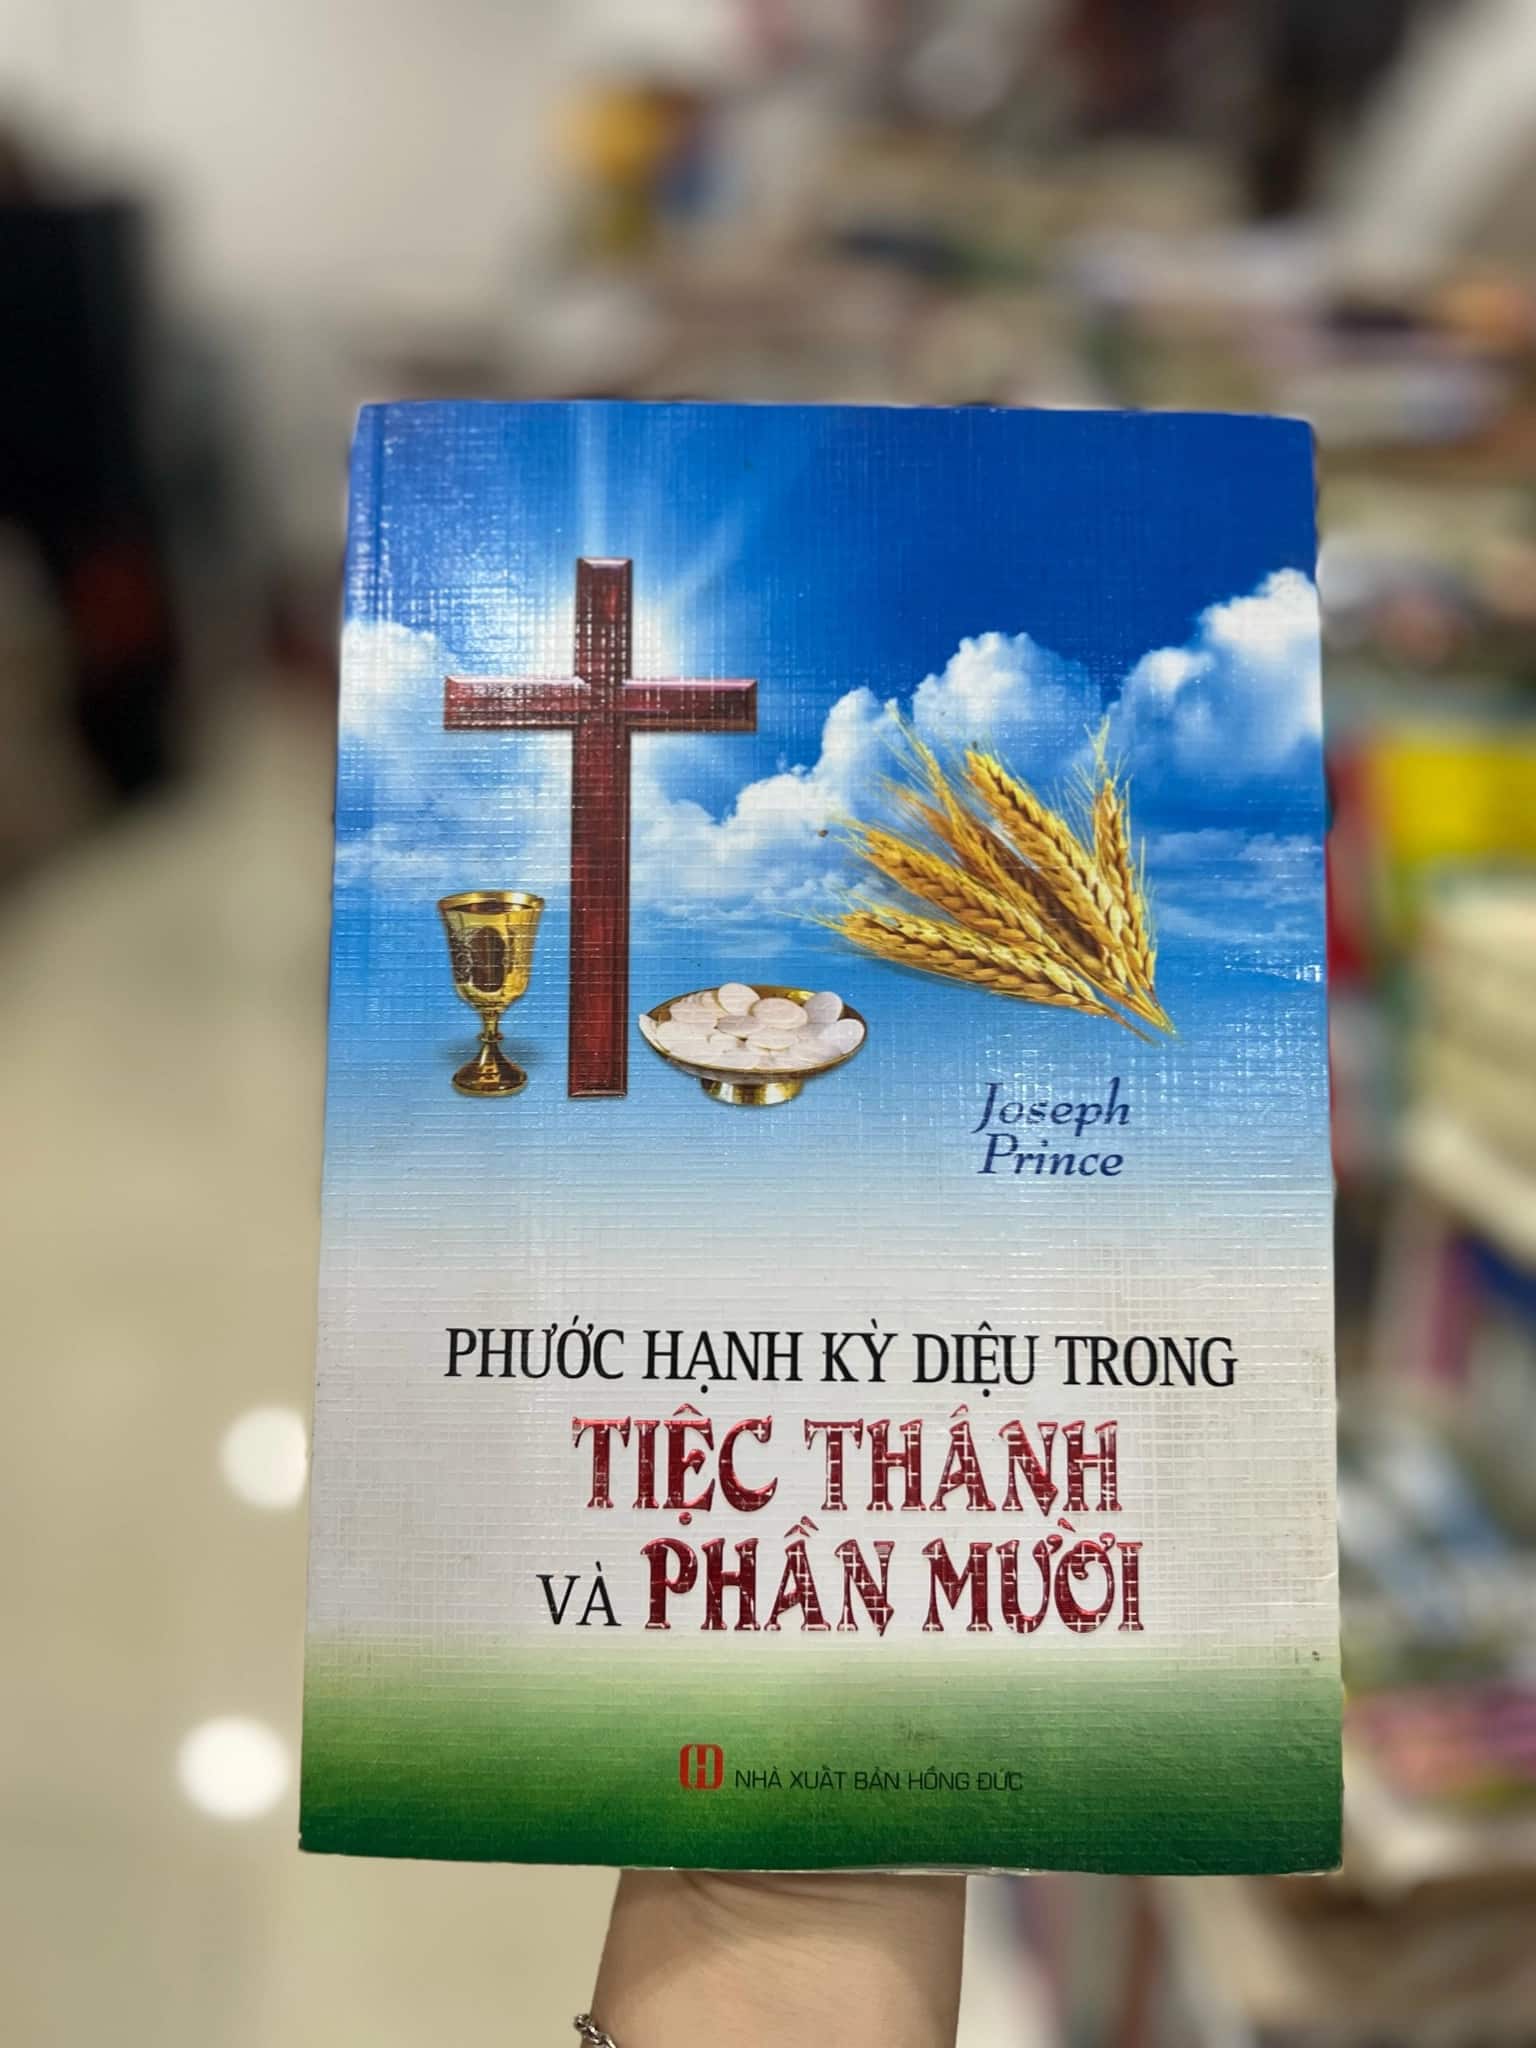 Joseph
Prince
PHƯỚC HẠNH KỲ DIỆU TRONG
TIỆC THÁNH
VÀ PHẦN MƯỜI
NHÀ XUẤT BẢN HỒNG ĐỨC